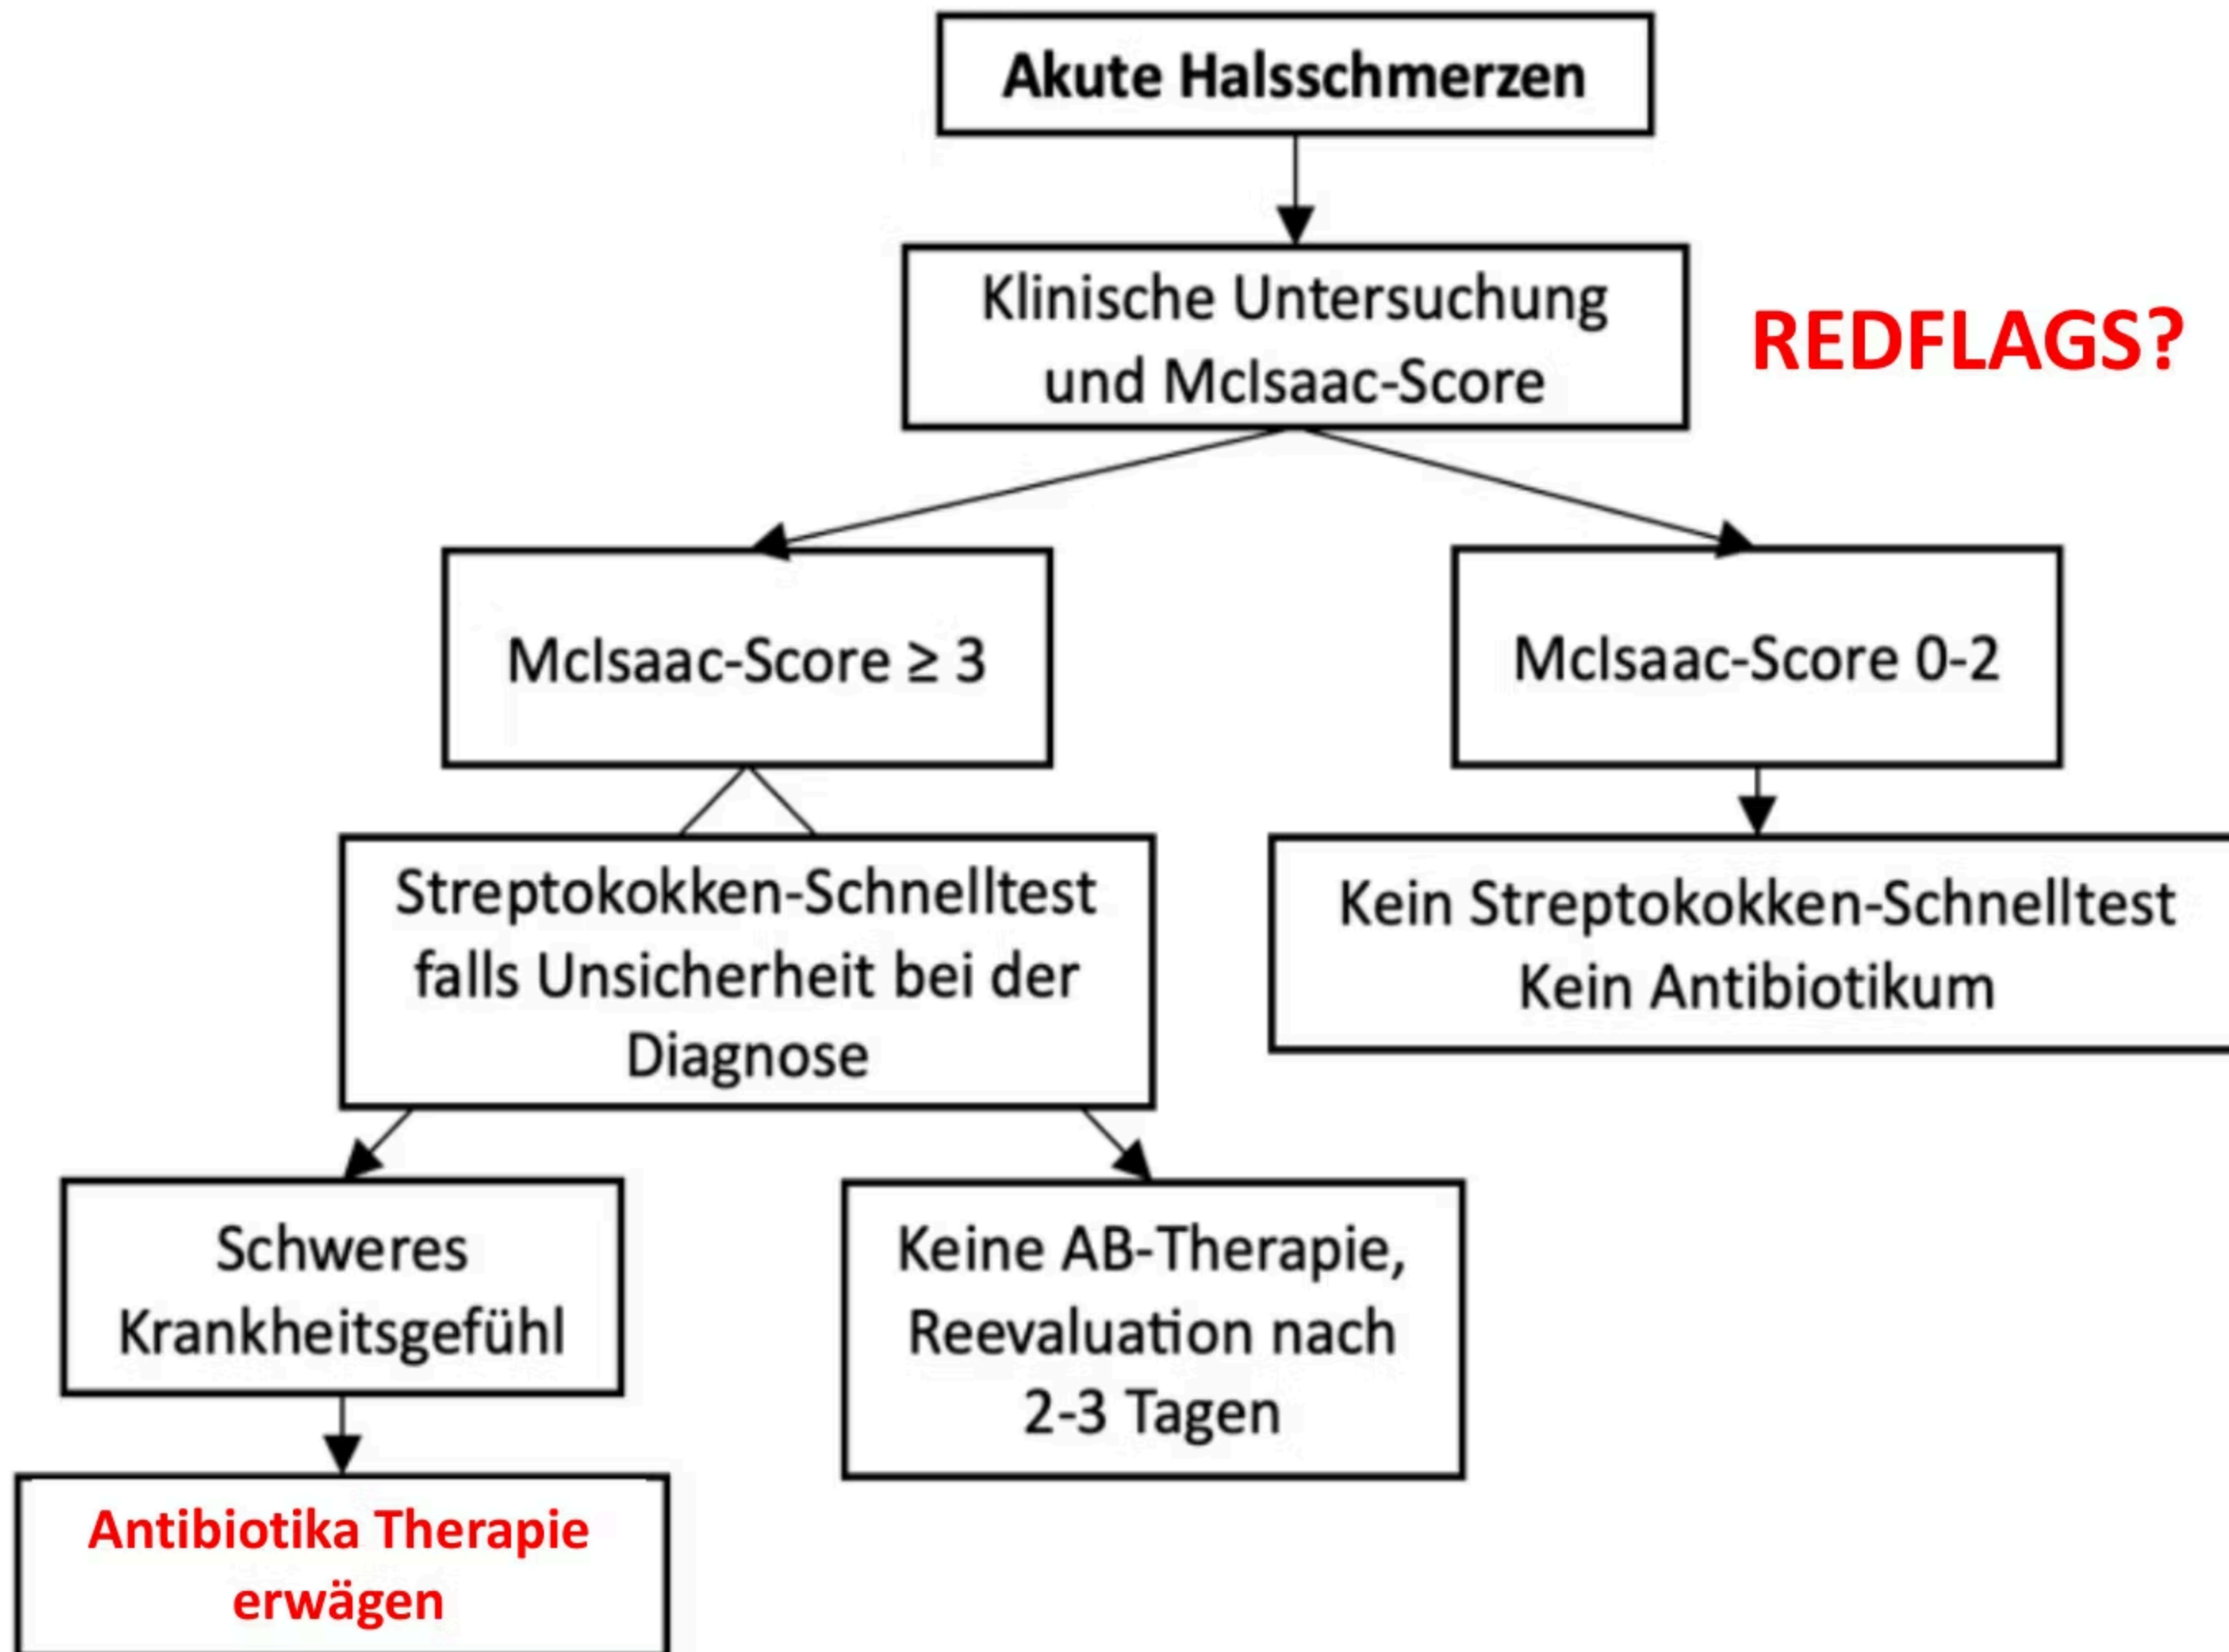 Akute Halsschmerzen
Klinische Untersuchung
und McIsaac-Score
REDFLAGS?
McIsaac-Score ≥ 3
McIsaac-Score 0-2
Streptokokken-Schnelltest
falls Unsicherheit bei der
Diagnose
Kein Streptokokken-Schnelltest
Kein Antibiotikum
Schweres
Krankheitsgefühl
Keine AB-Therapie,
Reevaluation nach
2-3 Tagen
Antibiotika Therapie
erwägen